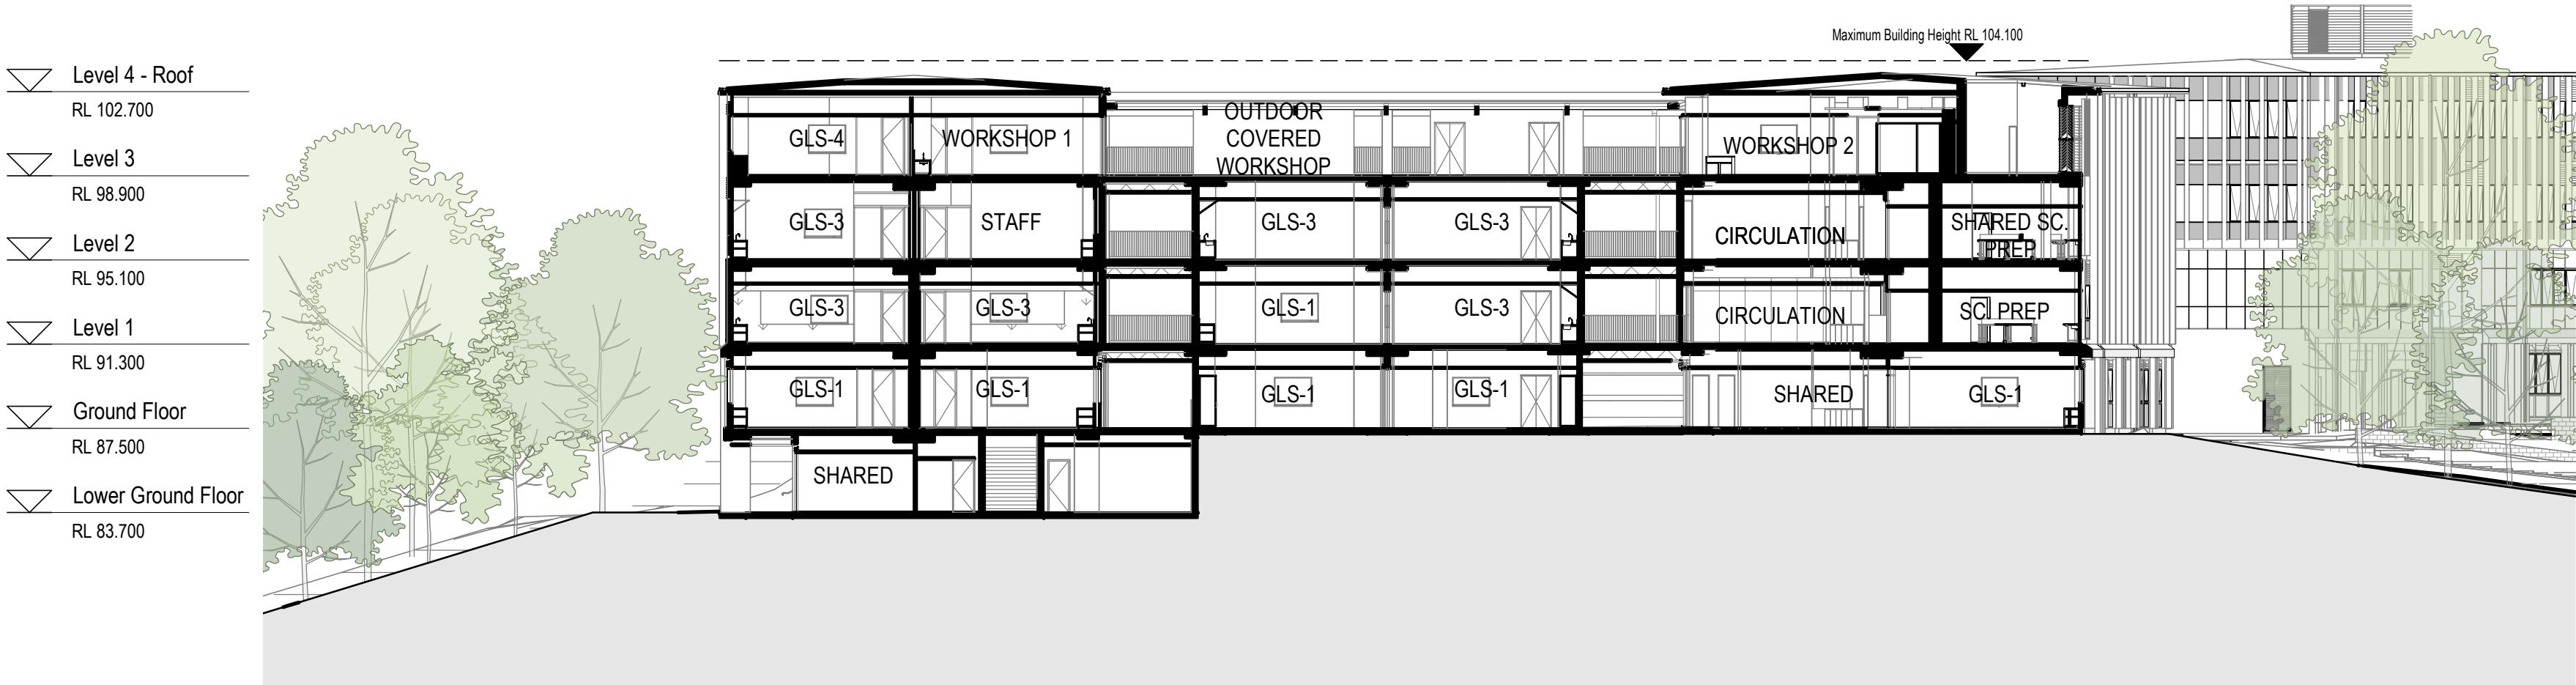 Maximum Building Height RL 104.100
Level 4 - Roof
RL 102.700
OUTDOOR
COVERED
WORKSHOP
GLS-4
WORKSHOP 1
WORKSHOP 2
Level 3
RL 98.900
GLS-3
STAFF
GLS-3
GLS-3
CIRCULATION
SHARED SC.
PREP
Level 2
RL 95.100
GLS-3
GLS-3
GLS-1
GLS-3
CIRCULATION
SC. PREP
Level 1
RL 91.300
GLS-1
GLS-1
GLS-1
GLS-1
SHARED
GLS-1
Ground Floor
RL 87.500
SHARED
Lower Ground Floor
RL 83.700